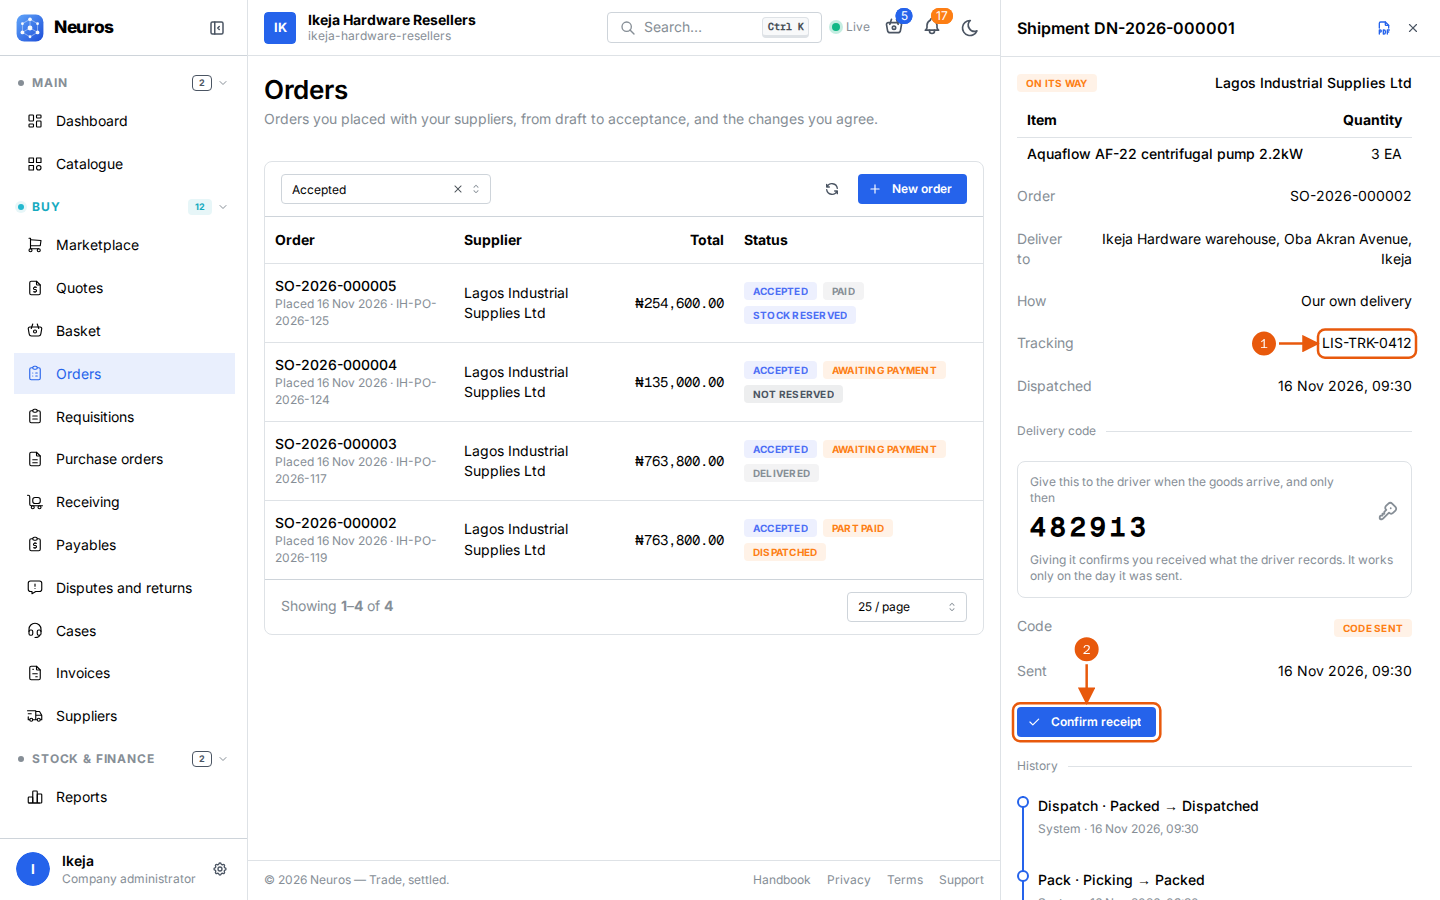 Neuros
MAIN
2
Dashboard
Catalogue
BUY
12
Marketplace
Quotes
Basket
Orders
Requisitions
Purchase orders
Receiving
Payables
Disputes and returns
Cases
Invoices
Suppliers
STOCK & FINANCE
2
Reports
I
Ikeja
Company administrator
IK
Ikeja Hardware Resellers
ikeja-hardware-resellers
Search...
Ctrl K
Live
5
17
Orders
Orders you placed with your suppliers, from draft to acceptance, and the changes you agree.
Accepted
New order
Order Supplier Total Status
SO-2026-000005
Placed 16 Nov 2026 · IH-PO-
2026-125
Lagos Industrial
Supplies Ltd
₦254,600.00
ACCEPTED PAID
STOCK RESERVED
SO-2026-000004
Placed 16 Nov 2026 · IH-PO-
2026-124
Lagos Industrial
Supplies Ltd
₦135,000.00
ACCEPTED AWAITING PAYMENT
NOT RESERVED
SO-2026-000003
Placed 16 Nov 2026 · IH-PO-
2026-117
Lagos Industrial
Supplies Ltd
₦763,800.00
ACCEPTED AWAITING PAYMENT
DELIVERED
SO-2026-000002
Placed 16 Nov 2026 · IH-PO-
2026-119
Lagos Industrial
Supplies Ltd
₦763,800.00
ACCEPTED PART PAID
DISPATCHED
Showing 1–4 of 4
25 / page
© 2026 Neuros — Trade, settled.
Handbook Privacy Terms Support
Shipment DN-2026-000001
PDF
ON ITS WAY
Lagos Industrial Supplies Ltd
Item Quantity
Aquaflow AF-22 centrifugal pump 2.2kW 3 EA
Order SO-2026-000002
Deliver to
Ikeja Hardware warehouse, Oba Akran Avenue,
Ikeja
How Our own delivery
Tracking 1 LIS-TRK-0412
Dispatched 16 Nov 2026, 09:30
Delivery code
Give this to the driver when the goods arrive, and only
then
482913
Giving it confirms you received what the driver records. It works
only on the day it was sent.
Code CODE SENT
2
Sent 16 Nov 2026, 09:30
Confirm receipt
History
Dispatch · Packed → Dispatched
System · 16 Nov 2026, 09:30
Pack · Picking → Packed